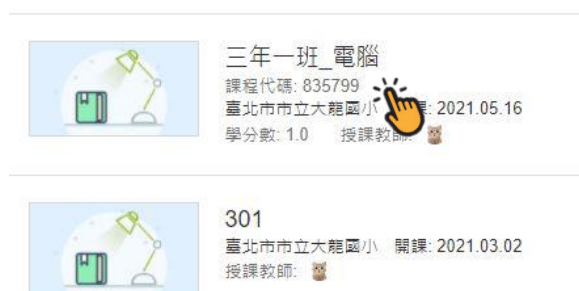 三年一班_電腦
課程代碼: 835799
臺北市市立大龍國小 課: 2021.05.16
學分數: 1.0 授課教師:
301
臺北市市立大龍國小 開課: 2021.03.02
授課教師: